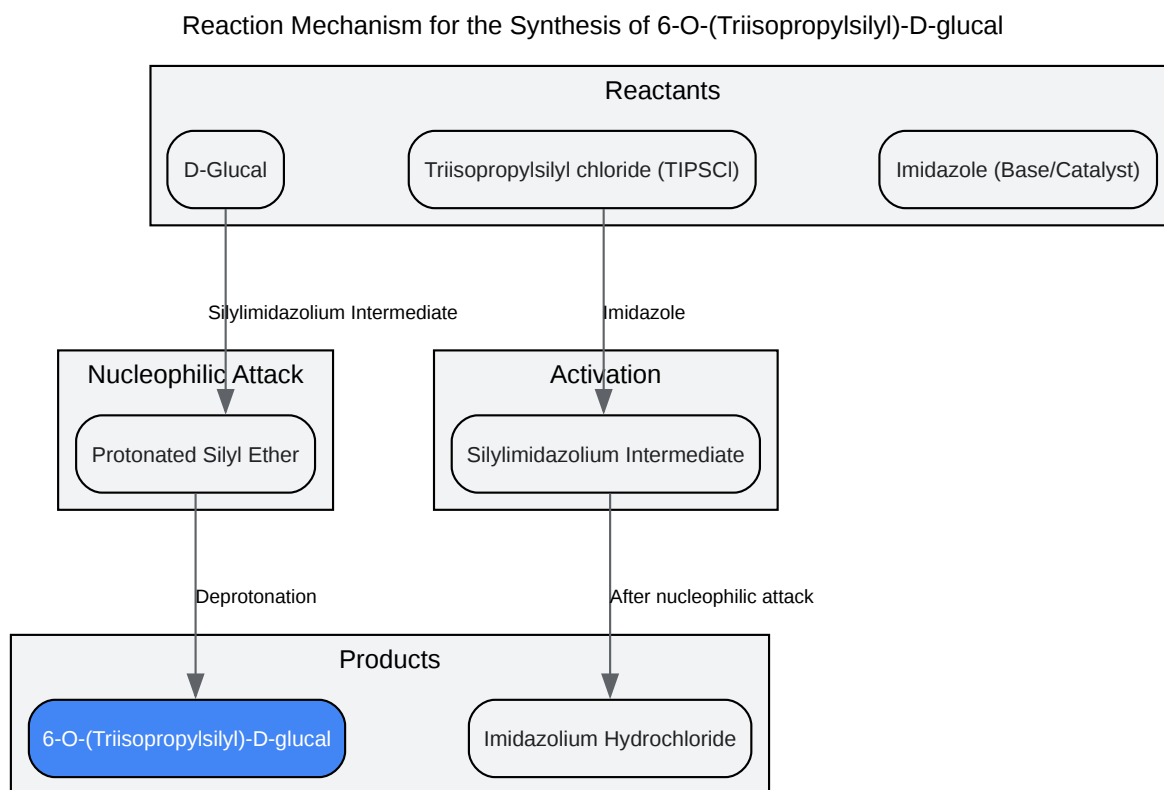 Reaction Mechanism for the Synthesis of 6-O-(Triisopropylsilyl)-D-glucal
Reactants
D-Glucal
Triisopropylsilyl chloride (TIPSCl)
Imidazole (Base/Catalyst)
Silylimidazolium Intermediate
Imidazole
Nucleophilic Attack
Activation
Protonated Silyl Ether
Silylimidazolium Intermediate
Deprotonation
After nucleophilic attack
Products
6-O-(Triisopropylsilyl)-D-glucal
Imidazolium Hydrochloride